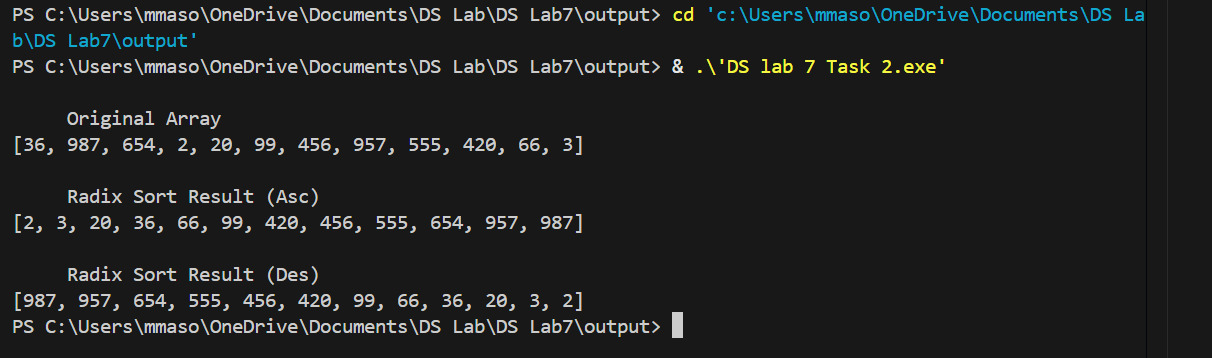 PS C:\Users\mmaso\OneDrive\Documents\DS Lab\DS Lab7\output> cd 'c:\Users\mmaso\OneDrive\Documents\DS La
b\DS Lab7\output'
PS C:\Users\mmaso\OneDrive\Documents\DS Lab\DS Lab7\output> & .\'DS lab 7 Task 2.exe'
Original Array
[36, 987, 654, 2, 20, 99, 456, 957, 555, 420, 66, 3]
Radix Sort Result (Asc)
[2, 3, 20, 36, 66, 99, 420, 456, 555, 654, 957, 987]
Radix Sort Result (Des)
[987, 957, 654, 555, 456, 420, 99, 66, 36, 20, 3, 2]
PS C:\Users\mmaso\OneDrive\Documents\DS Lab\DS Lab7\output>